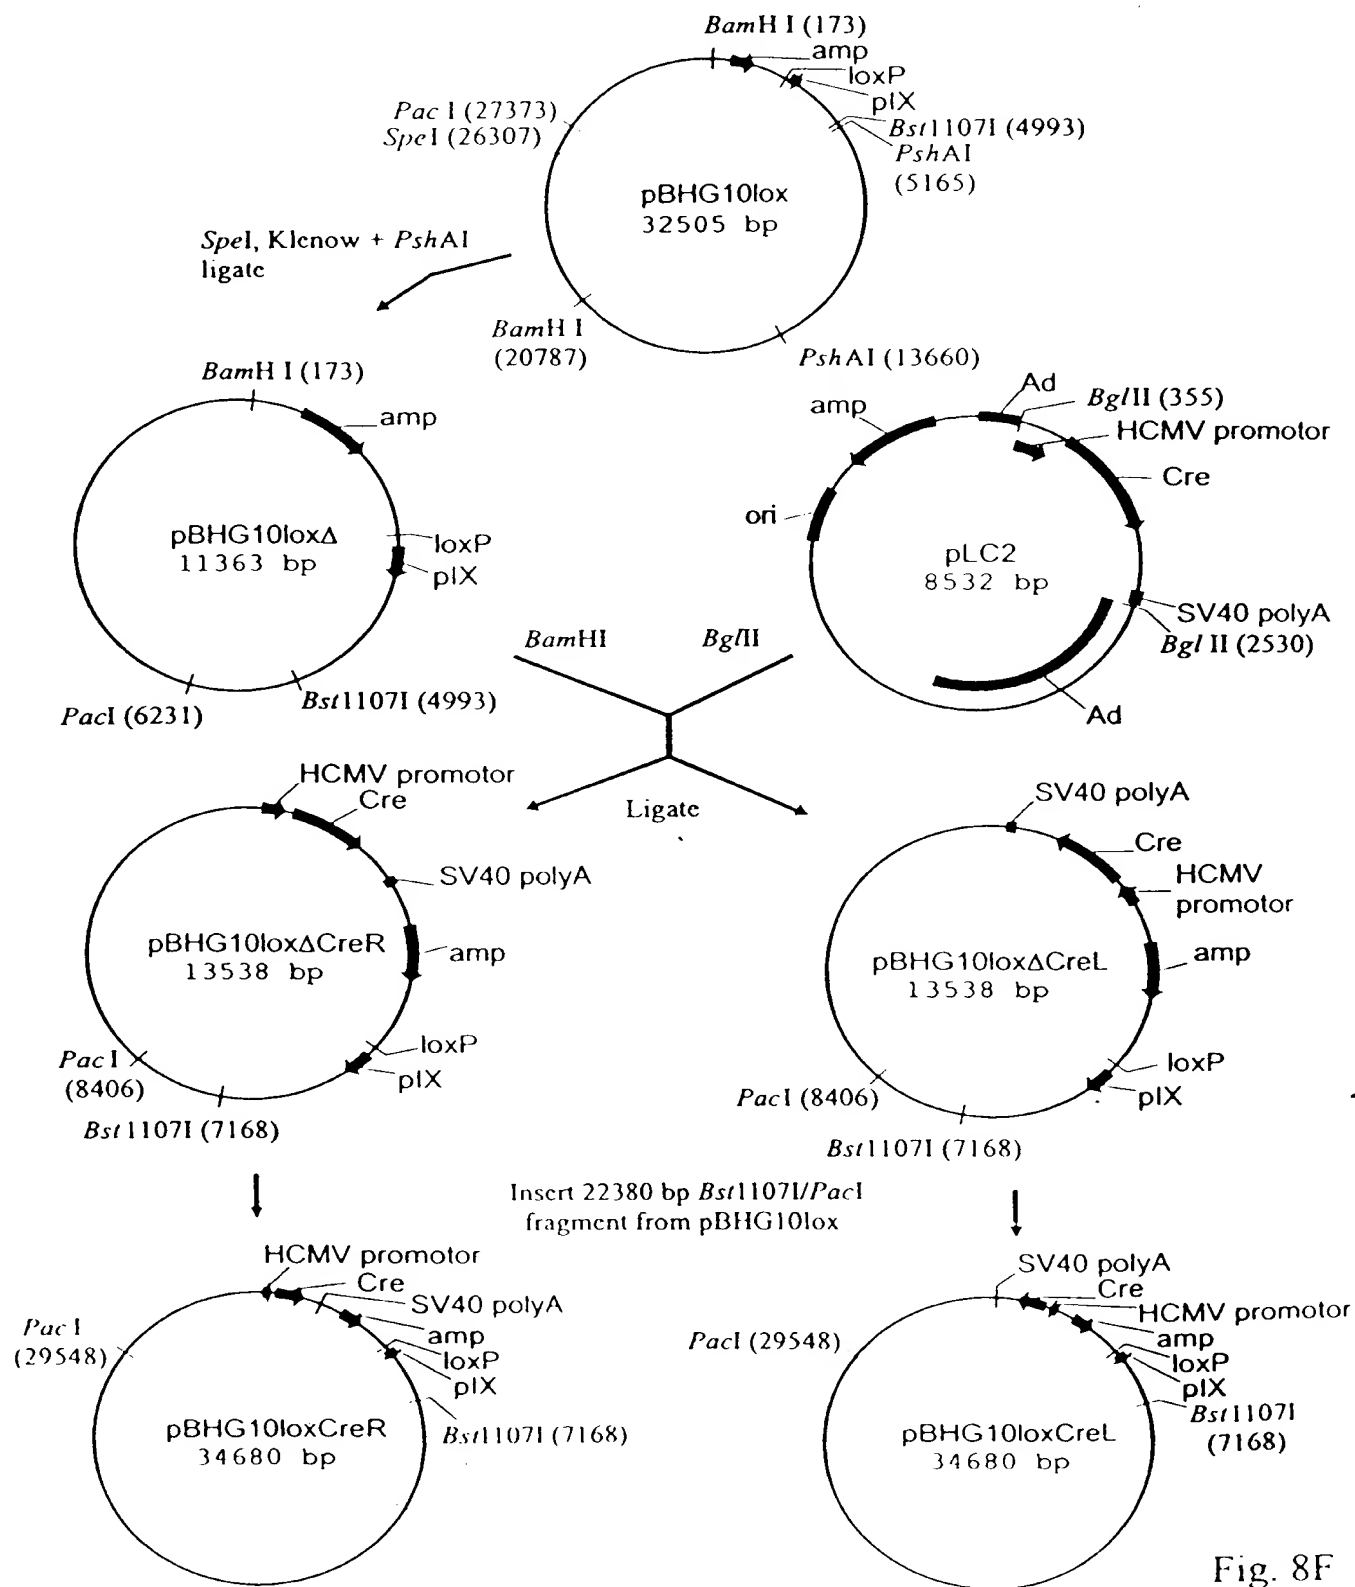 BamH I (173)
amp
loxP
pIX
Pac I (27373)
SpeI (26307)
Bst1107I (4993)
PshAI
(5165)
pBHG10lox
32505 bp
SpeI, Klenow + PshAI
ligate
BamH I
(20787)
PshAI (13660)
BamH I (173)
amp
pBHG10loxΔ
11363 bp
loxP
pIX
PacI (6231)
Bst1107I (4993)
Ad
BglII (355)
amp
HCMV promotor
Cre
ori
pLC2
8532 bp
SV40 polyA
Bgl II (2530)
Ad
BamHI
BglII
Ligate
HCMV promotor
Cre
SV40 polyA
pBHG10loxΔCreR
13538 bp
amp
loxP
pIX
Pac I
(8406)
Bst1107I (7168)
SV40 polyA
Cre
HCMV
promotor
pBHG10loxΔCreL
13538 bp
amp
loxP
pIX
PacI (8406)
Bst1107I (7168)
Insert 22380 bp Bst1107I/PacI
fragment from pBHG10lox
HCMV promotor
Cre
SV40 polyA
amp
loxP
pIX
Pac I
(29548)
pBHG10loxCreR
34680 bp
Bst1107I (7168)
SV40 polyA
Cre
HCMV promotor
amp
loxP
pIX
PacI (29548)
Bst1107I
(7168)
pBHG10loxCreL
34680 bp
Fig. 8F